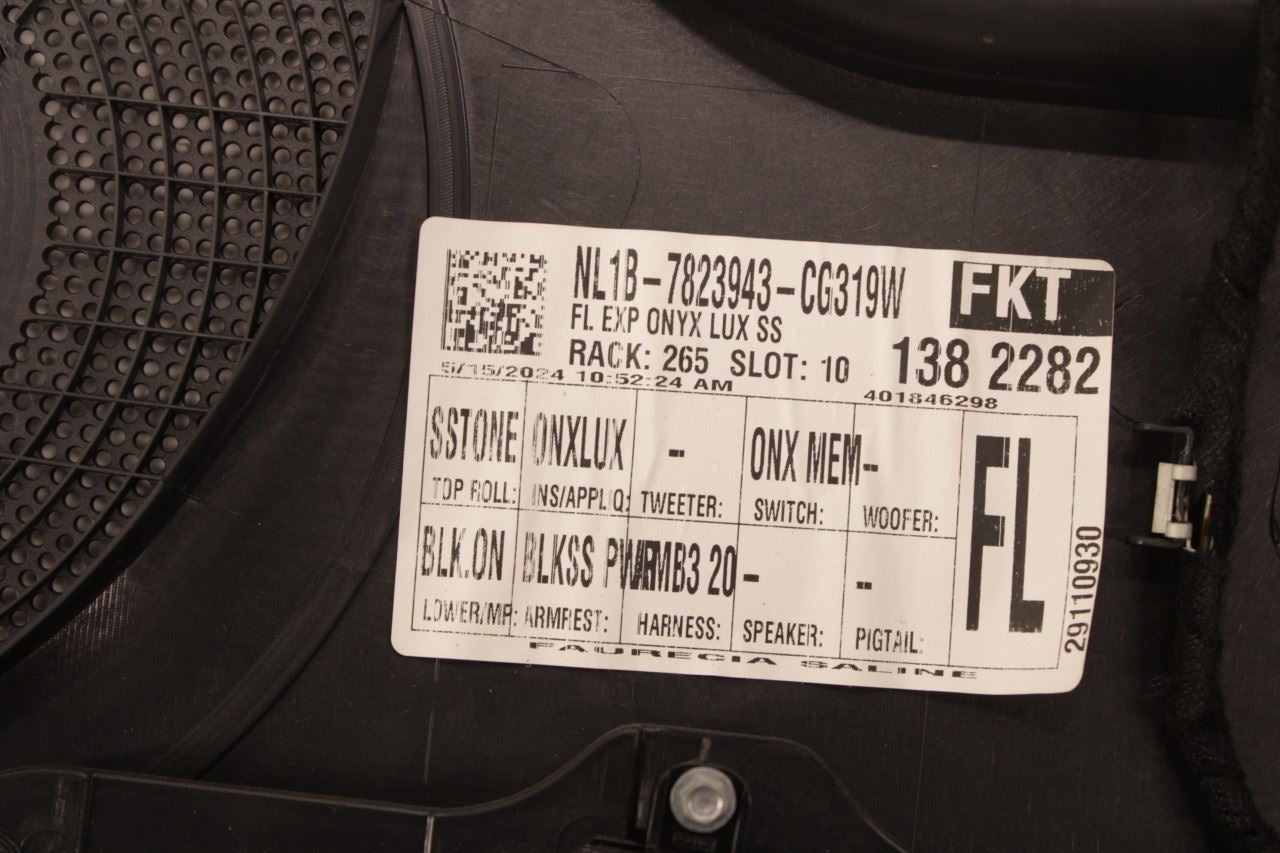 NL1B-7823943-CG319W
FKT
FL EXP ONYX LUX SS
RACK: 265 SLOT: 10
138 2282
5/15/2024 10:52:24 AM
401846298
SSTONE ONXLUX - ONX MEM -
TOP ROLL: INS/APPLIQ: TWEETER: SWITCH: WOOFER:
FL
BLK.ON BLKSS MB3 20 - -
LOWER/MP: ARMREST: HARNESS: SPEAKER: PIGTAIL:
29110930
FAURECIA SALINE